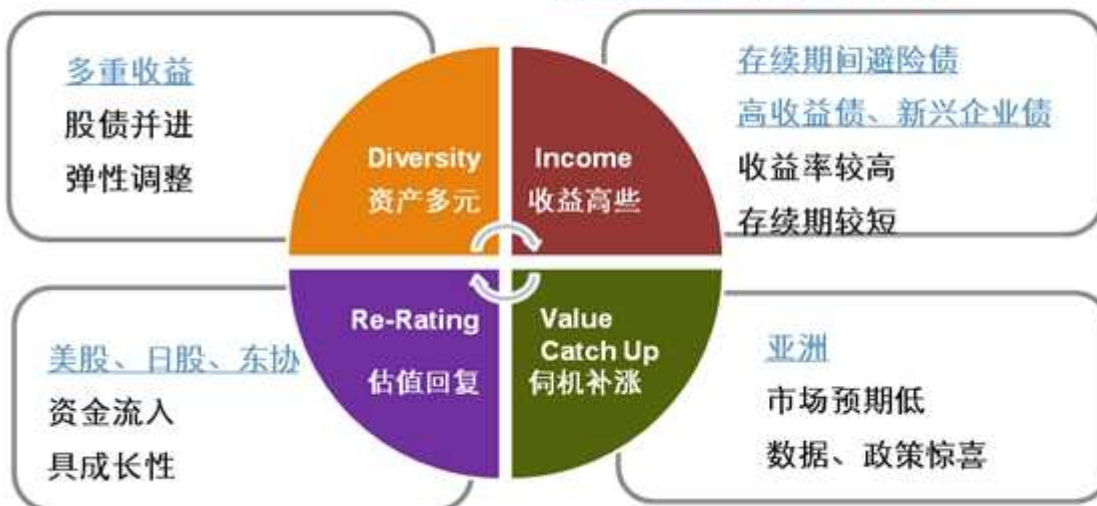 多重收益
股债并进
弹性调整
Diversity
资产多元
Income
收益高些
存续期间避险债
高收益债、新兴企业债
收益率较高
存续期较短
美股、日股、东协
资金流入
具成长性
Re-Rating
估值回复
Value
Catch Up
伺机补涨
亚洲
市场预期低
数据、政策惊喜